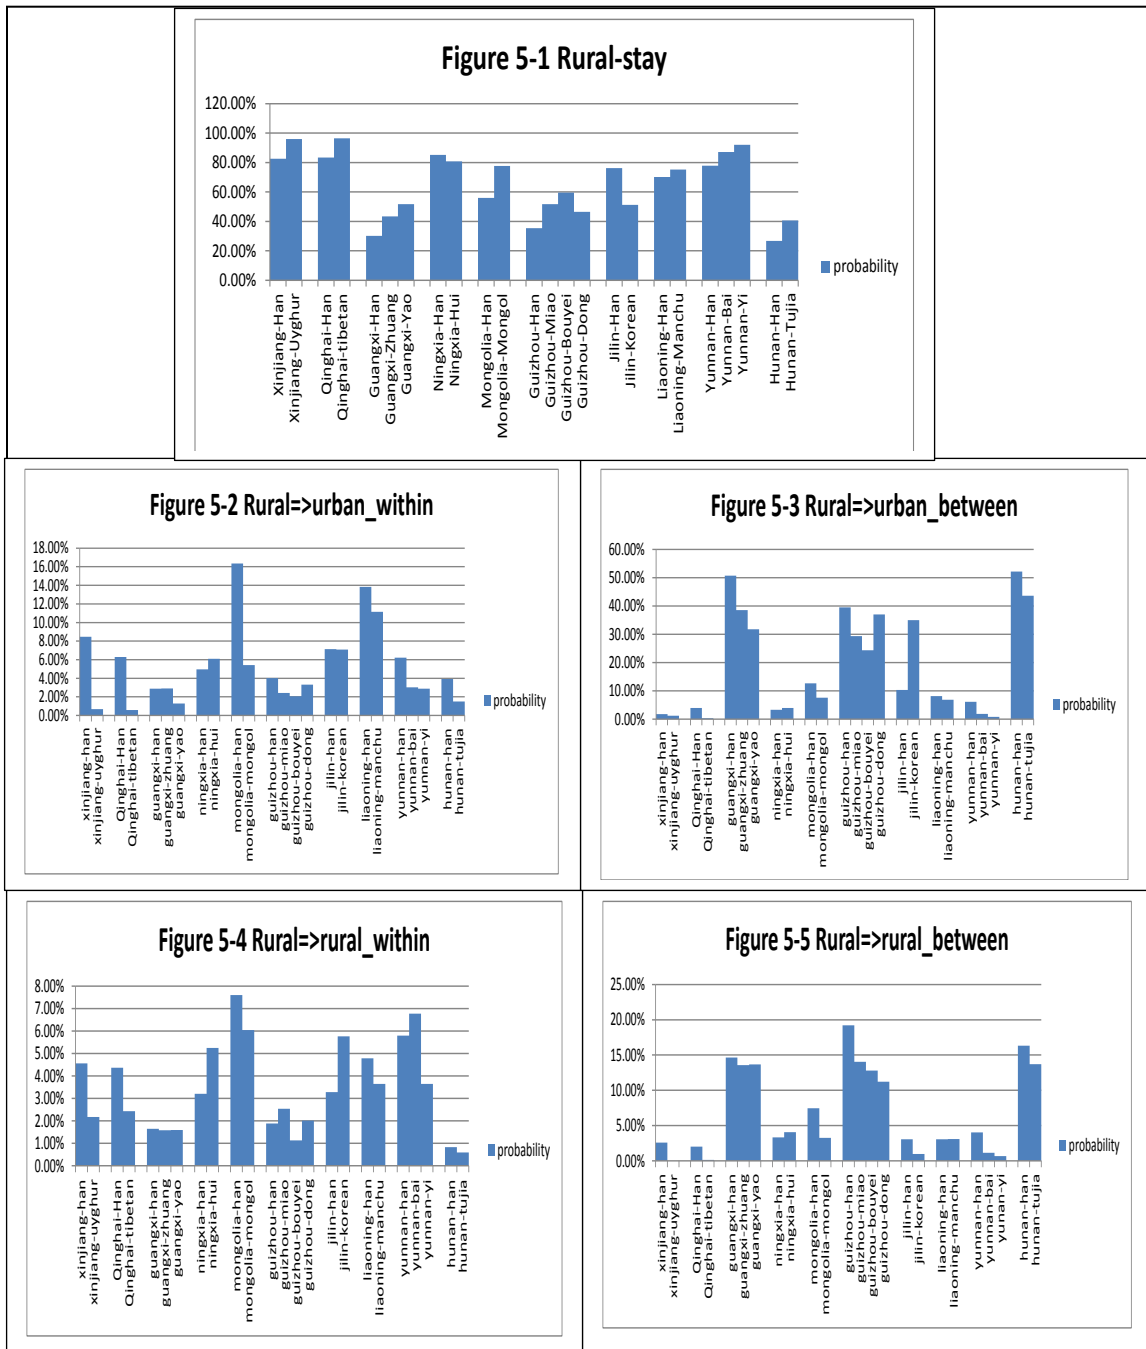 Figure 5-1 Rural-stay
120.00%
100.00%
80.00%
60.00%
40.00%
20.00%
0.00%
probability
Xinjiang-Han
Xinjiang-Uyghur
Qinghai-Han
Qinghai-tibetan
Guangxi-Han
Guangxi-Zhuang
Guangxi-Yao
Ningxia-Han
Ningxia-Hui
Mongolia-Han
Mongolia-Mongol
Guizhou-Han
Guizhou-Miao
Guizhou-Bouyei
Guizhou-Dong
Jilin-Han
Jilin-Korean
Liaoning-Han
Liaoning-Manchu
Yunnan-Han
Yunnan-Bai
Yunnan-Yi
Hunan-Han
Hunan-Tujia
Figure 5-2 Rural=>urban_within
18.00%
16.00%
14.00%
12.00%
10.00%
8.00%
6.00%
4.00%
2.00%
0.00%
probability
xinjiang-han
xinjiang-uyghur
Qinghai-Han
Qinghai-tibetan
guangxi-han
guangxi-zhuang
guangxi-yao
ningxia-han
ningxia-hui
mongolia-han
mongolia-mongol
guizhou-han
guizhou-miao
guizhou-bouyei
guizhou-dong
jilin-han
jilin-korean
liaoning-han
liaoning-manchu
yunnan-han
yunnan-bai
yunnan-yi
hunan-han
hunan-tujia
Figure 5-3 Rural=>urban_between
60.00%
50.00%
40.00%
30.00%
20.00%
10.00%
0.00%
probability
xinjiang-han
xinjiang-uyghur
Qinghai-Han
Qinghai-tibetan
guangxi-han
guangxi-zhuang
guangxi-yao
ningxia-han
ningxia-hui
mongolia-han
mongolia-mongol
guizhou-han
guizhou-miao
guizhou-bouyei
guizhou-dong
jilin-han
jilin-korean
liaoning-han
liaoning-manchu
yunnan-han
yunnan-bai
yunnan-yi
hunan-han
hunan-tujia
Figure 5-4 Rural=>rural_within
8.00%
7.00%
6.00%
5.00%
4.00%
3.00%
2.00%
1.00%
0.00%
probability
xinjiang-han
xinjiang-uyghur
Qinghai-Han
Qinghai-tibetan
guangxi-han
guangxi-zhuang
guangxi-yao
ningxia-han
ningxia-hui
mongolia-han
mongolia-mongol
guizhou-han
guizhou-miao
guizhou-bouyei
guizhou-dong
jilin-han
jilin-korean
liaoning-han
liaoning-manchu
yunnan-han
yunnan-bai
yunnan-yi
hunan-han
hunan-tujia
Figure 5-5 Rural=>rural_between
25.00%
20.00%
15.00%
10.00%
5.00%
0.00%
probability
xinjiang-han
xinjiang-uyghur
Qinghai-Han
Qinghai-tibetan
guangxi-han
guangxi-zhuang
guangxi-yao
ningxia-han
ningxia-hui
mongolia-han
mongolia-mongol
guizhou-han
guizhou-miao
guizhou-bouyei
guizhou-dong
jilin-han
jilin-korean
liaoning-han
liaoning-manchu
yunnan-han
yunnan-bai
yunnan-yi
hunan-han
hunan-tujia